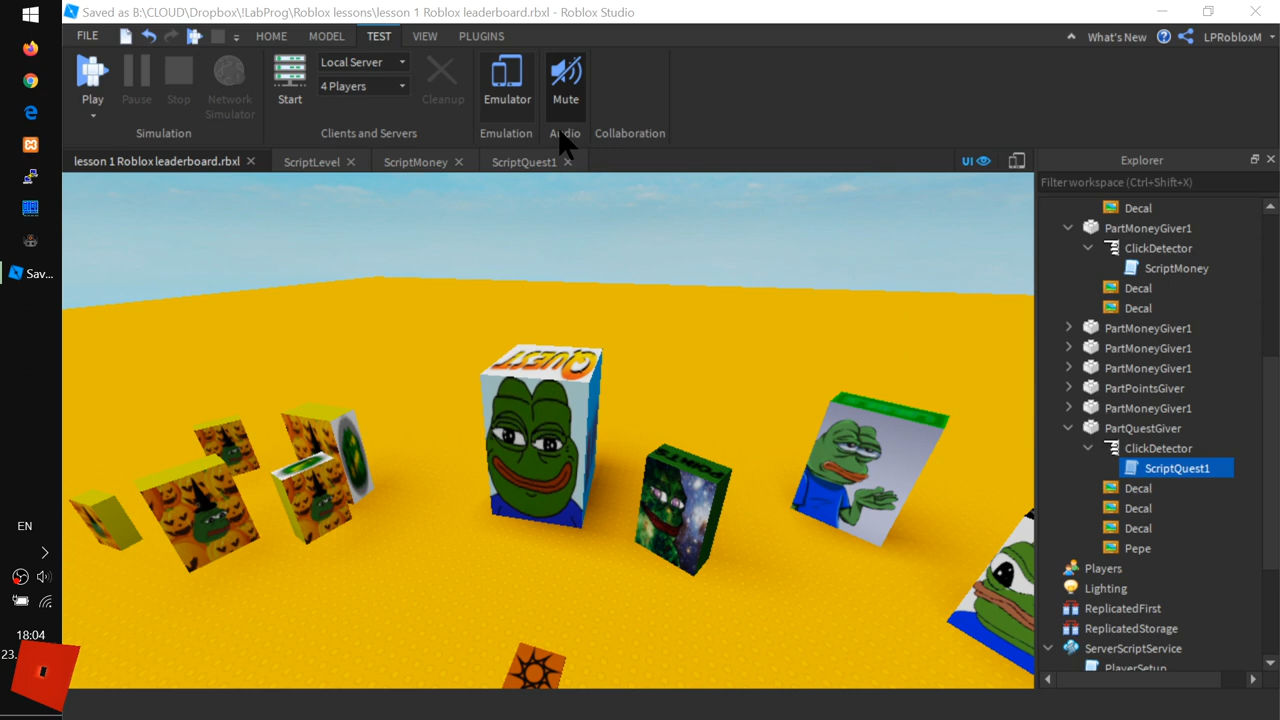 Saved as B:\CLOUD\Dropbox\!LabProg\Roblox lessons\lesson 1 Roblox leaderboard.rbxl - Roblox Studio
FILE HOME MODEL TEST VIEW PLUGINS What's New LPRobloxM
Play Pause Stop Network Simulator
Simulation
Start Local Server 4 Players Cleanup
Clients and Servers
Emulator
Emulation
Mute
Audio
Collaboration
lesson 1 Roblox leaderboard.rbxl ScriptLevel ScriptMoney ScriptQuest1 UI
Explorer
Filter workspace (Ctrl+Shift+X)
Decal
PartMoneyGiver1
ClickDetector
ScriptMoney
Decal
Decal
PartMoneyGiver1
PartMoneyGiver1
PartMoneyGiver1
PartPointsGiver
PartMoneyGiver1
PartQuestGiver
ClickDetector
ScriptQuest1
Decal
Decal
Decal
Pepe
Players
Lighting
ReplicatedFirst
ReplicatedStorage
ServerScriptService
PlayerSetup
QUEST
POINTS
Sav...
EN
18:04
23.